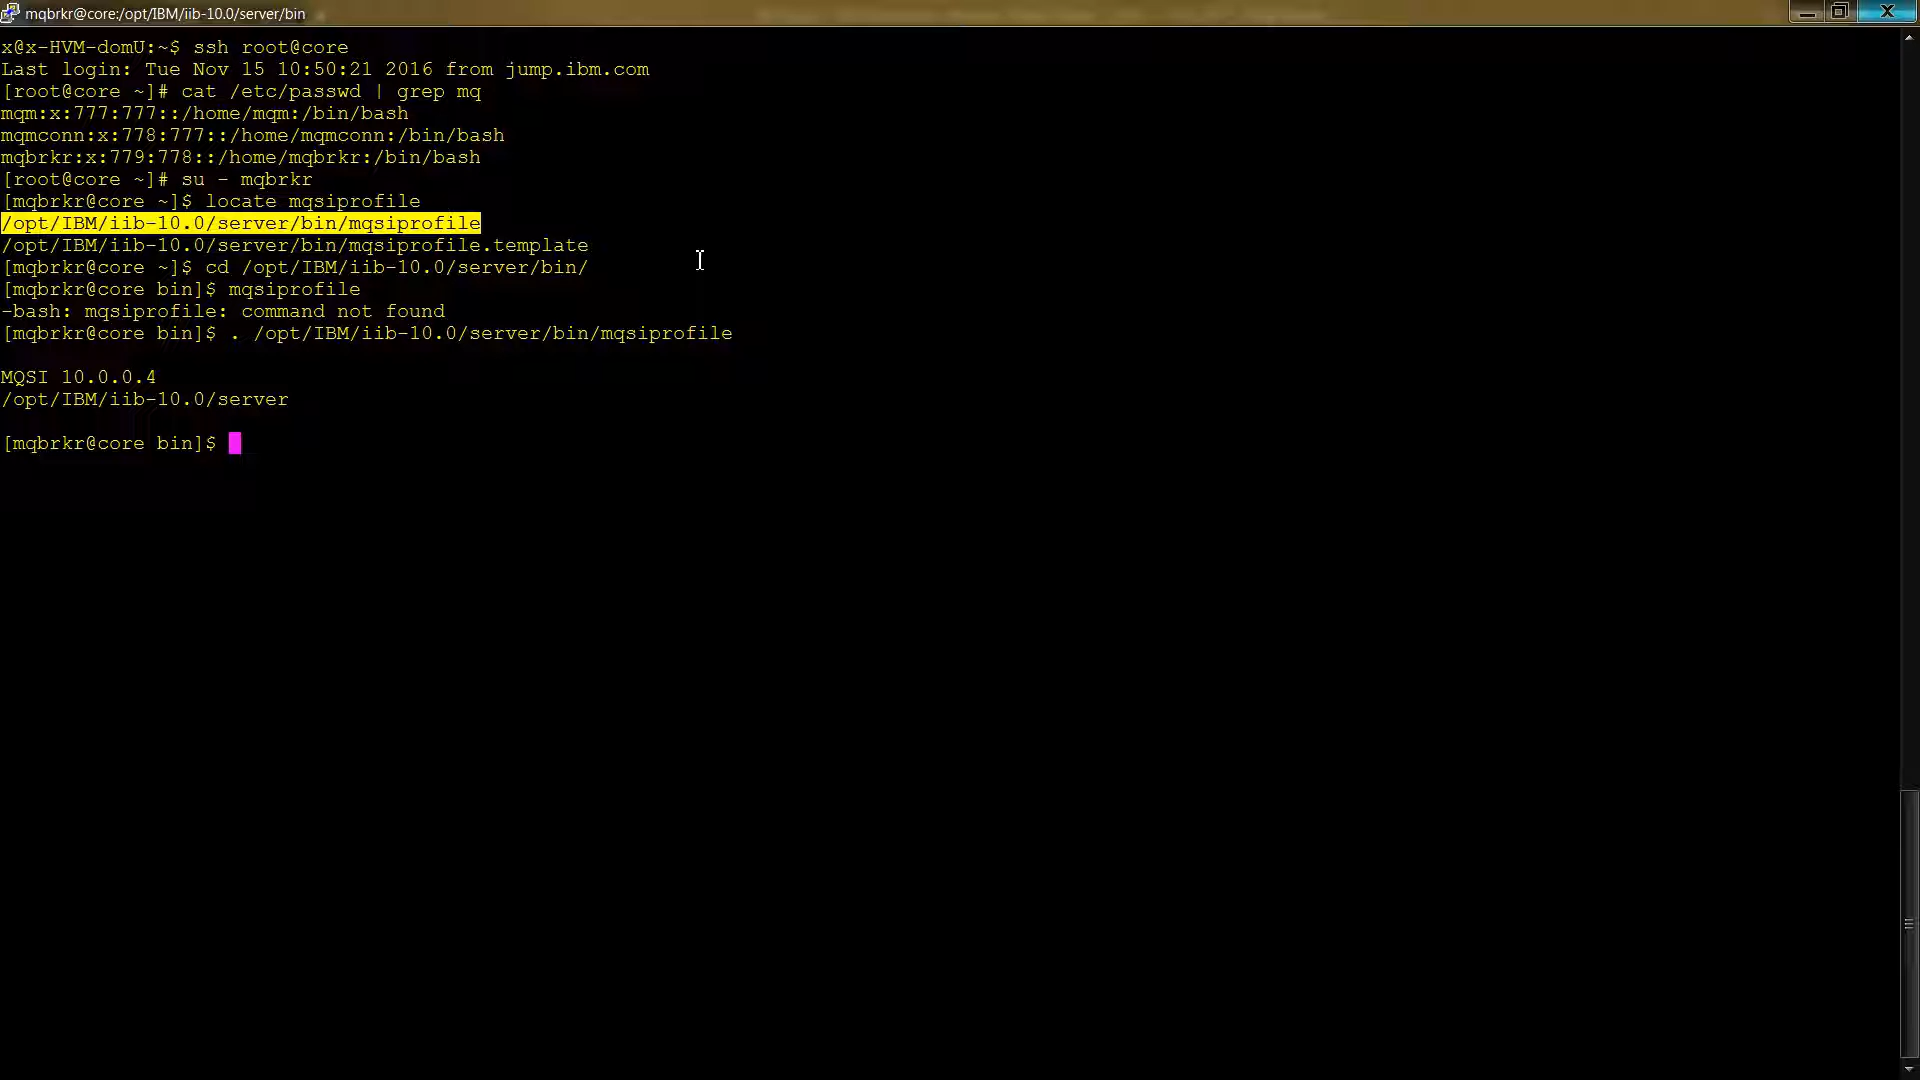 mqbrkr@core:/opt/IBM/iib-10.0/server/bin
x@x-HVM-domU:~$ ssh root@core
Last login: Tue Nov 15 10:50:21 2016 from jump.ibm.com
[root@core ~]# cat /etc/passwd | grep mq
mqm:x:777:777::/home/mqm:/bin/bash
mqmconn:x:778:777::/home/mqmconn:/bin/bash
mqbrkr:x:779:778::/home/mqbrkr:/bin/bash
[root@core ~]# su - mqbrkr
[mqbrkr@core ~]$ locate mqsiprofile
/opt/IBM/iib-10.0/server/bin/mqsiprofile
/opt/IBM/iib-10.0/server/bin/mqsiprofile.template
[mqbrkr@core ~]$ cd /opt/IBM/iib-10.0/server/bin/
[mqbrkr@core bin]$ mqsiprofile
-bash: mqsiprofile: command not found
[mqbrkr@core bin]$ . /opt/IBM/iib-10.0/server/bin/mqsiprofile
MQSI 10.0.0.4
/opt/IBM/iib-10.0/server
[mqbrkr@core bin]$